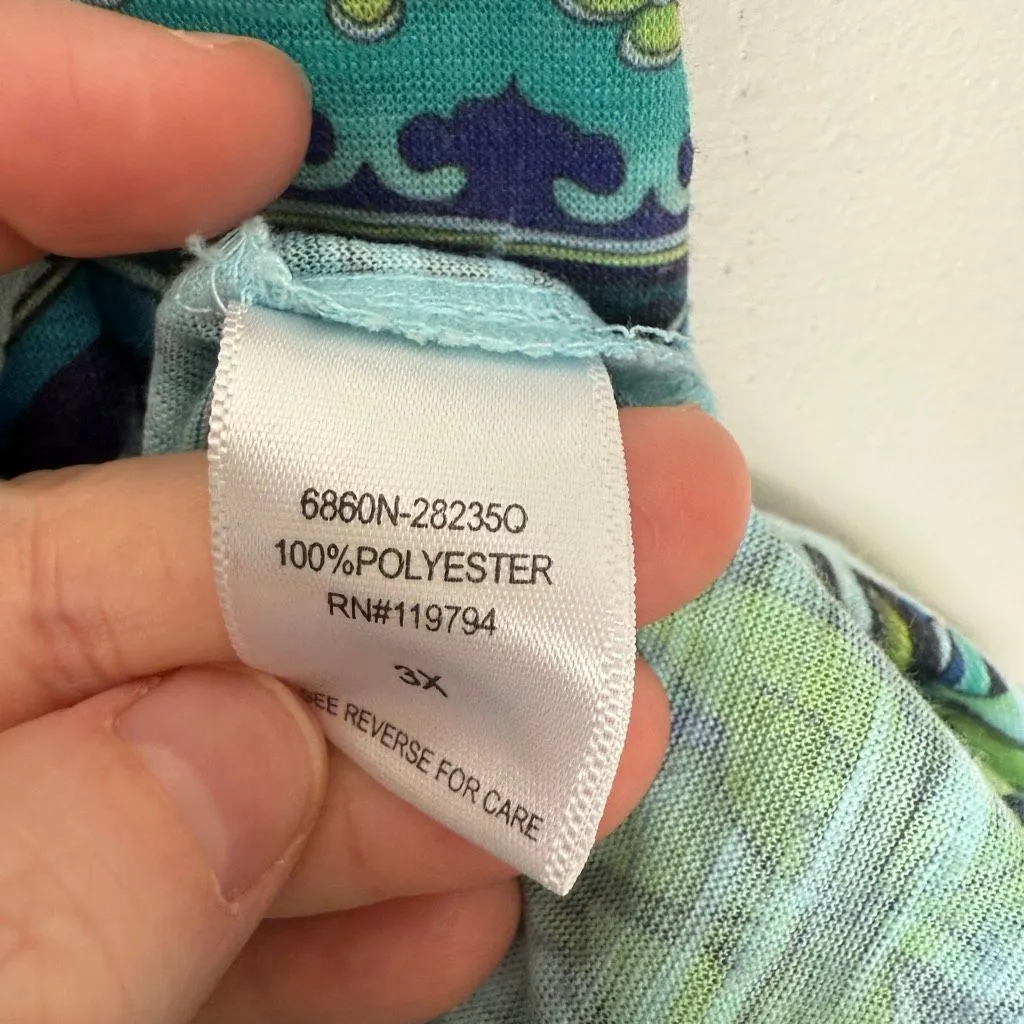 6860N-28235O
100%POLYESTER
RN#119794
3X
SEE REVERSE FOR CARE